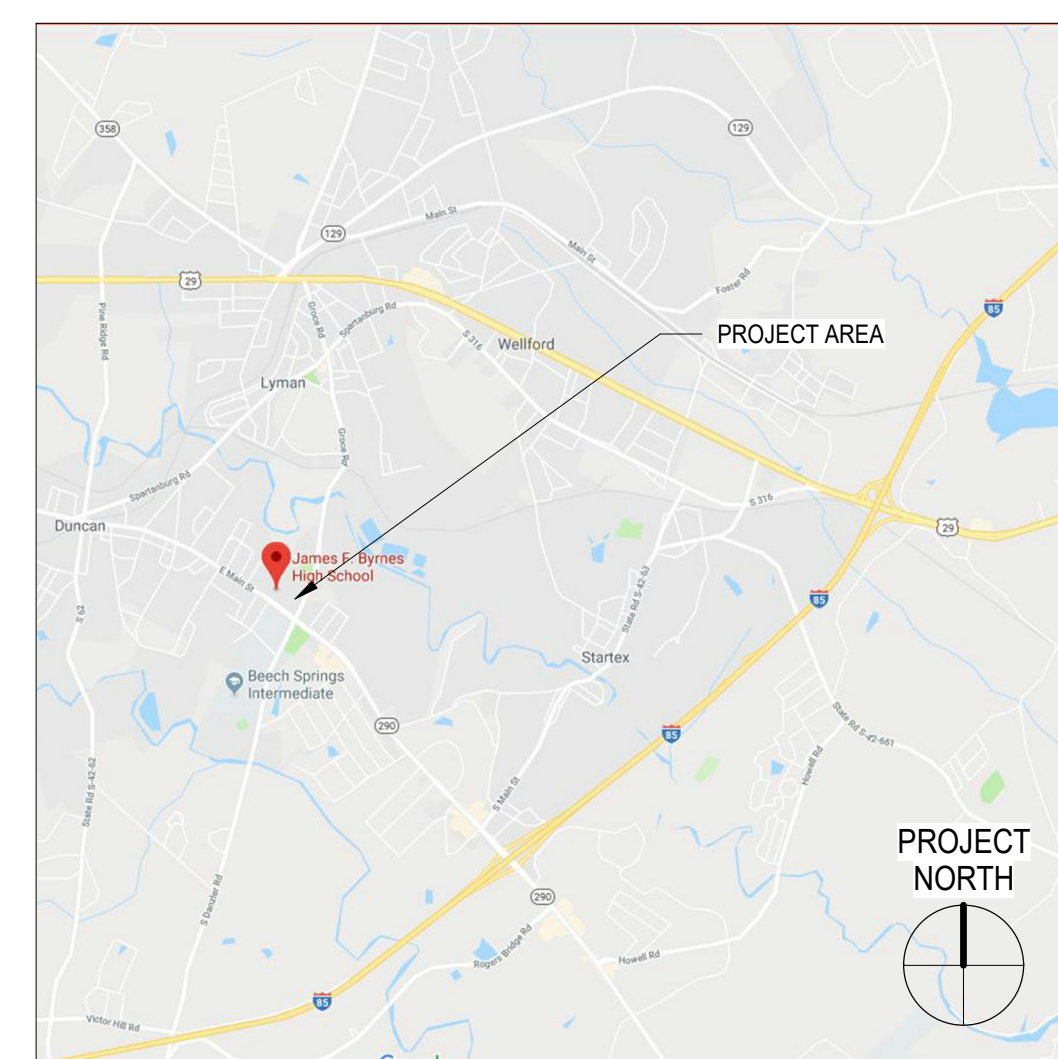 358
129
Main St
129
Main St
29
Foster Rd
85
Pine Ridge Rd
Groce Rd
Spartanburg Rd
S 316
Wellford
PROJECT AREA
Lyman
Groce Rd
Spartanburg Rd
S 316
Duncan
29
James F. Byrnes
High School
E Main St
State Rd S-42-63
85
S 62
Startex
Beech Springs
Intermediate
290
85
State Rd S-42-661
Howell Rd
State Rd S-42-62
S Main St
PROJECT
NORTH
290
S Danzler Rd
Rogers Bridge Rd
Howell Rd
85
Victor Hill Rd